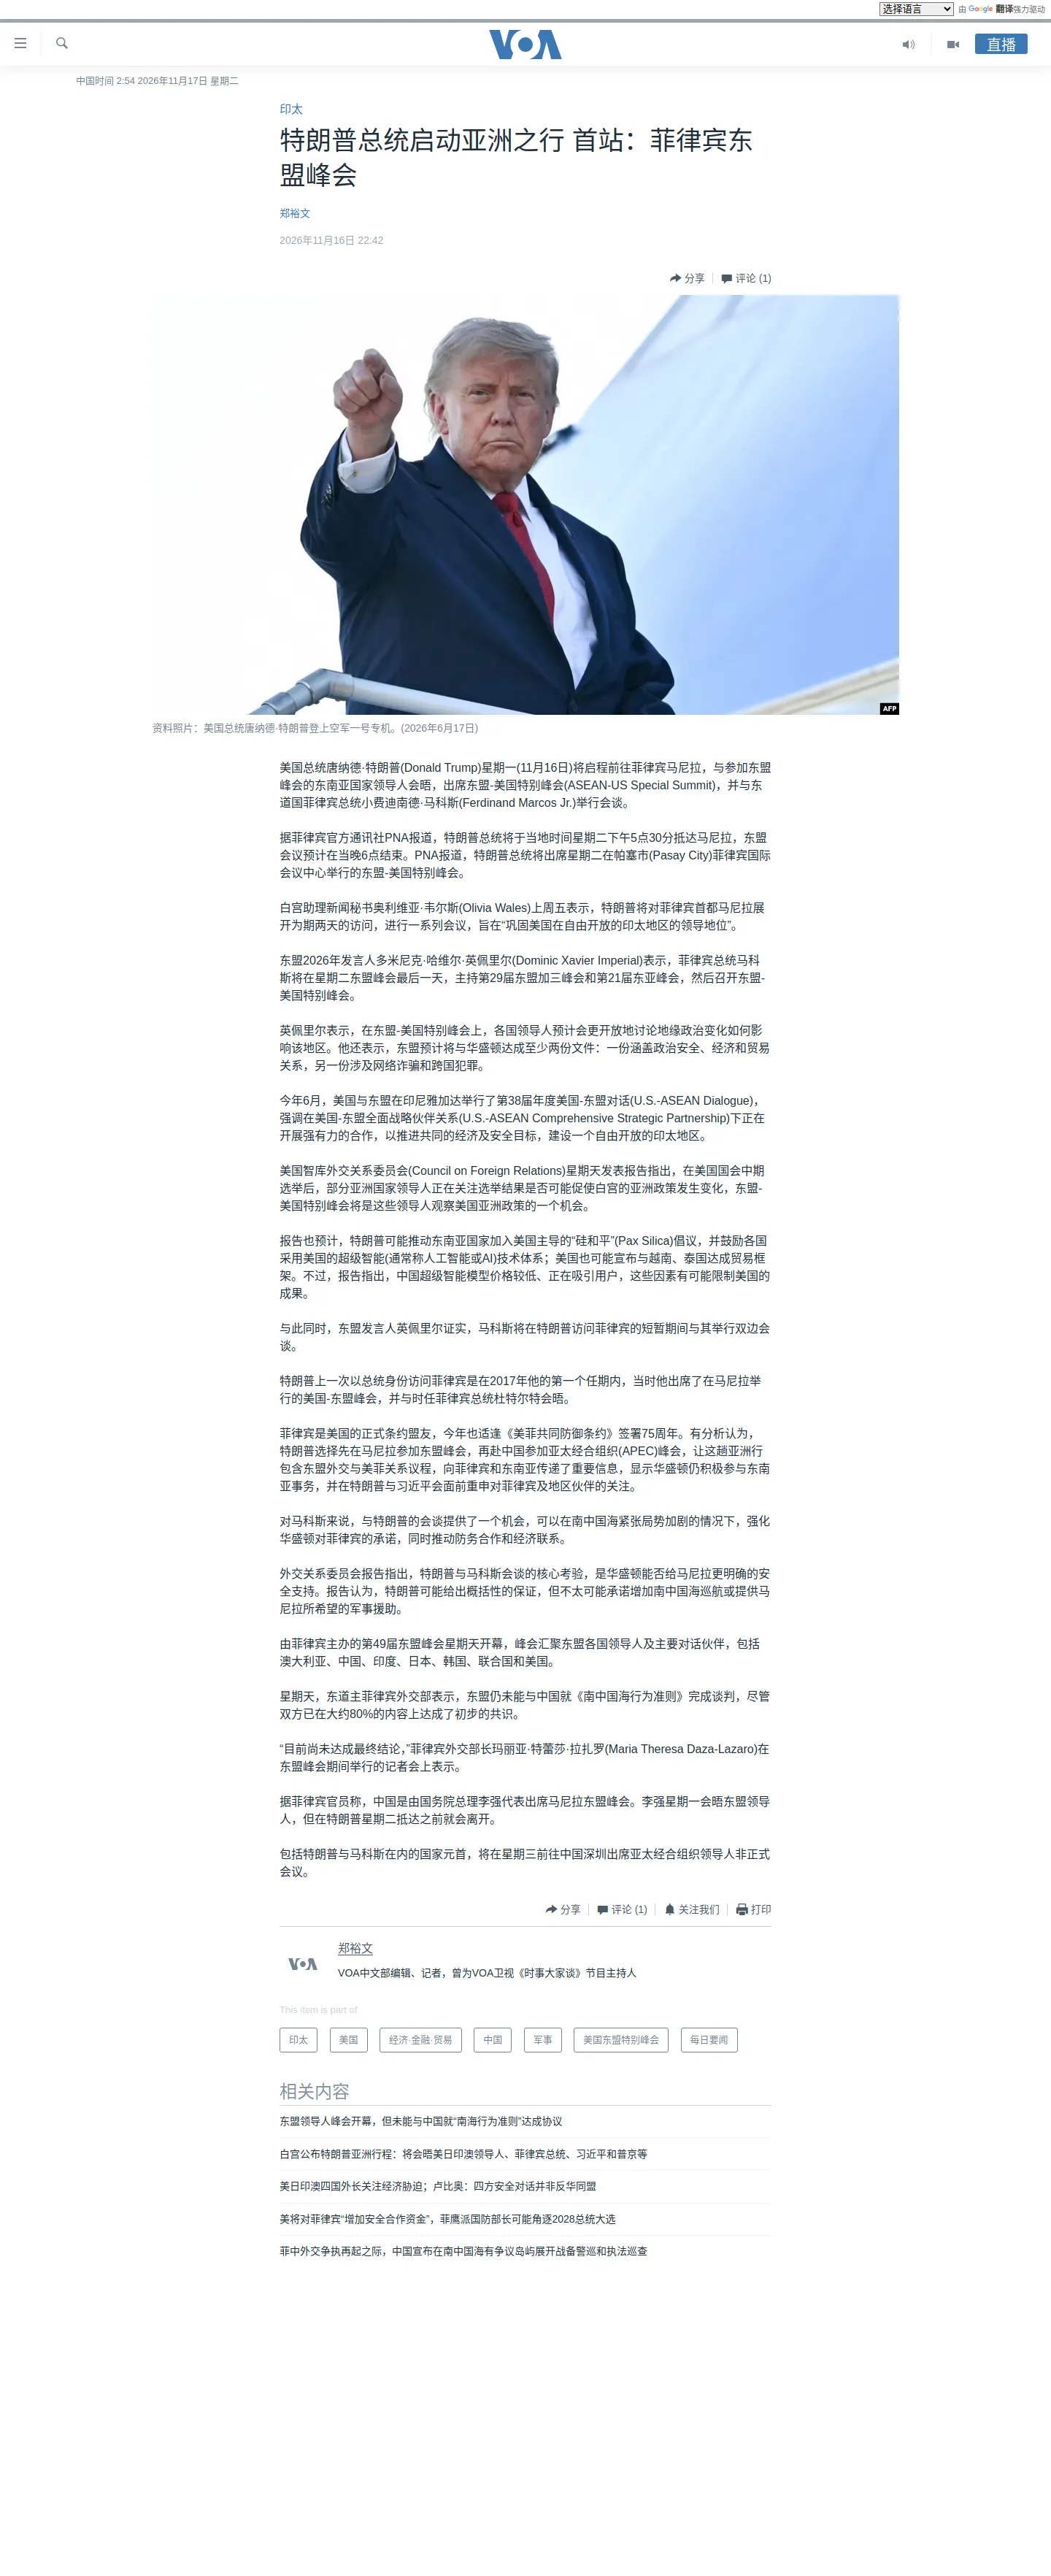 选择语言 由 Google 翻译强力驱动
VOA
直播
中国时间 2:54 2026年11月17日 星期二
印太
特朗普总统启动亚洲之行 首站：菲律宾东
盟峰会
郑裕文
2026年11月16日 22:42
分享 评论 (1)
AFP
资料照片：美国总统唐纳德·特朗普登上空军一号专机。(2026年6月17日)
美国总统唐纳德·特朗普(Donald Trump)星期一(11月16日)将启程前往菲律宾马尼拉，与参加东盟
峰会的东南亚国家领导人会晤，出席东盟-美国特别峰会(ASEAN-US Special Summit)，并与东
道国菲律宾总统小费迪南德·马科斯(Ferdinand Marcos Jr.)举行会谈。
据菲律宾官方通讯社PNA报道，特朗普总统将于当地时间星期二下午5点30分抵达马尼拉，东盟
会议预计在当晚6点结束。PNA报道，特朗普总统将出席星期二在帕塞市(Pasay City)菲律宾国际
会议中心举行的东盟-美国特别峰会。
白宫助理新闻秘书奥利维亚·韦尔斯(Olivia Wales)上周五表示，特朗普将对菲律宾首都马尼拉展
开为期两天的访问，进行一系列会议，旨在“巩固美国在自由开放的印太地区的领导地位”。
东盟2026年发言人多米尼克·哈维尔·英佩里尔(Dominic Xavier Imperial)表示，菲律宾总统马科
斯将在星期二东盟峰会最后一天，主持第29届东盟加三峰会和第21届东亚峰会，然后召开东盟-
美国特别峰会。
英佩里尔表示，在东盟-美国特别峰会上，各国领导人预计会更开放地讨论地缘政治变化如何影
响该地区。他还表示，东盟预计将与华盛顿达成至少两份文件：一份涵盖政治安全、经济和贸易
关系，另一份涉及网络诈骗和跨国犯罪。
今年6月，美国与东盟在印尼雅加达举行了第38届年度美国-东盟对话(U.S.-ASEAN Dialogue)，
强调在美国-东盟全面战略伙伴关系(U.S.-ASEAN Comprehensive Strategic Partnership)下正在
开展强有力的合作，以推进共同的经济及安全目标，建设一个自由开放的印太地区。
美国智库外交关系委员会(Council on Foreign Relations)星期天发表报告指出，在美国国会中期
选举后，部分亚洲国家领导人正在关注选举结果是否可能促使白宫的亚洲政策发生变化，东盟-
美国特别峰会将是这些领导人观察美国亚洲政策的一个机会。
报告也预计，特朗普可能推动东南亚国家加入美国主导的“硅和平”(Pax Silica)倡议，并鼓励各国
采用美国的超级智能(通常称人工智能或AI)技术体系；美国也可能宣布与越南、泰国达成贸易框
架。不过，报告指出，中国超级智能模型价格较低、正在吸引用户，这些因素有可能限制美国的
成果。
与此同时，东盟发言人英佩里尔证实，马科斯将在特朗普访问菲律宾的短暂期间与其举行双边会
谈。
特朗普上一次以总统身份访问菲律宾是在2017年他的第一个任期内，当时他出席了在马尼拉举
行的美国-东盟峰会，并与时任菲律宾总统杜特尔特会晤。
菲律宾是美国的正式条约盟友，今年也适逢《美菲共同防御条约》签署75周年。有分析认为，
特朗普选择先在马尼拉参加东盟峰会，再赴中国参加亚太经合组织(APEC)峰会，让这趟亚洲行
包含东盟外交与美菲关系议程，向菲律宾和东南亚传递了重要信息，显示华盛顿仍积极参与东南
亚事务，并在特朗普与习近平会面前重申对菲律宾及地区伙伴的关注。
对马科斯来说，与特朗普的会谈提供了一个机会，可以在南中国海紧张局势加剧的情况下，强化
华盛顿对菲律宾的承诺，同时推动防务合作和经济联系。
外交关系委员会报告指出，特朗普与马科斯会谈的核心考验，是华盛顿能否给马尼拉更明确的安
全支持。报告认为，特朗普可能给出概括性的保证，但不太可能承诺增加南中国海巡航或提供马
尼拉所希望的军事援助。
由菲律宾主办的第49届东盟峰会星期天开幕，峰会汇聚东盟各国领导人及主要对话伙伴，包括
澳大利亚、中国、印度、日本、韩国、联合国和美国。
星期天，东道主菲律宾外交部表示，东盟仍未能与中国就《南中国海行为准则》完成谈判，尽管
双方已在大约80%的内容上达成了初步的共识。
“目前尚未达成最终结论，”菲律宾外交部长玛丽亚·特蕾莎·拉扎罗(Maria Theresa Daza-Lazaro)在
东盟峰会期间举行的记者会上表示。
据菲律宾官员称，中国是由国务院总理李强代表出席马尼拉东盟峰会。李强星期一会晤东盟领导
人，但在特朗普星期二抵达之前就会离开。
包括特朗普与马科斯在内的国家元首，将在星期三前往中国深圳出席亚太经合组织领导人非正式
会议。
分享 评论 (1) 关注我们 打印
VOA
郑裕文
VOA中文部编辑、记者，曾为VOA卫视《时事大家谈》节目主持人
This item is part of
印太 美国 经济·金融·贸易 中国 军事 美国东盟特别峰会 每日要闻
相关内容
东盟领导人峰会开幕，但未能与中国就“南海行为准则”达成协议
白宫公布特朗普亚洲行程：将会晤美日印澳领导人、菲律宾总统、习近平和普京等
美日印澳四国外长关注经济胁迫；卢比奥：四方安全对话并非反华同盟
美将对菲律宾“增加安全合作资金”，菲鹰派国防部长可能角逐2028总统大选
菲中外交争执再起之际，中国宣布在南中国海有争议岛屿展开战备警巡和执法巡查